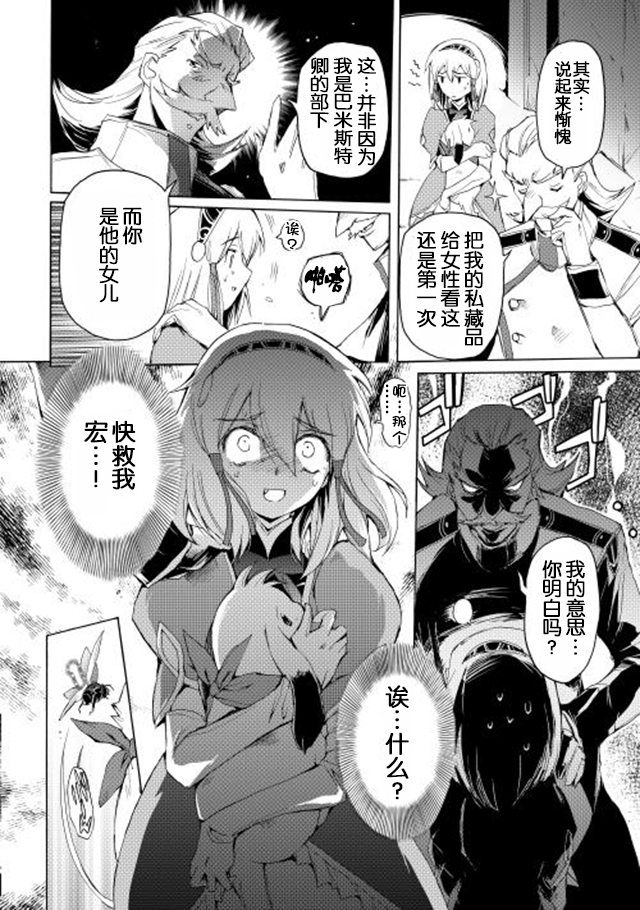 其实…
说起来惭愧
把我的私藏品
给女性看这
还是第一次
这…并非因为
我是巴米斯特
卿的部下
诶?
啪嗒
而你
是他的女儿
我的意思…
你明白吗?
呃…那个
……
诶…什么?
快救我
宏…!